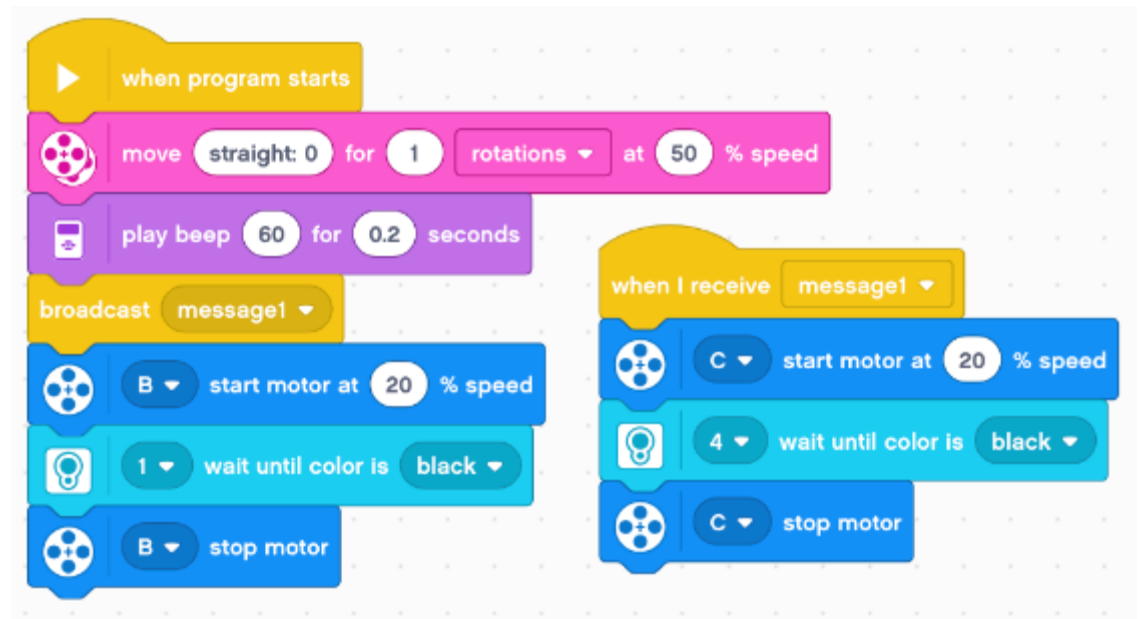 when program starts
move straight: 0 for 1 rotations at 50 % speed
play beep 60 for 0.2 seconds
broadcast message1
B start motor at 20 % speed
1 wait until color is black
B stop motor
when I receive message1
C start motor at 20 % speed
4 wait until color is black
C stop motor